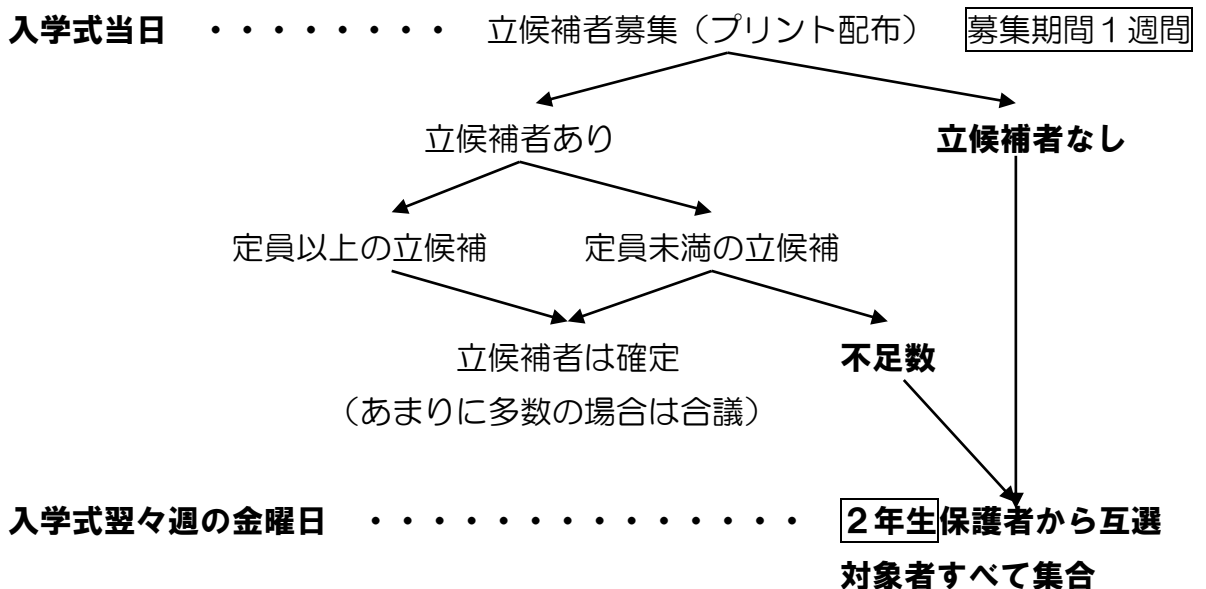 入学式当日 ・・・・・・・・ 立候補者募集（プリント配布） 募集期間１週間
立候補者あり 立候補者なし
定員以上の立候補 定員未満の立候補
立候補者は確定 不足数
（あまりに多数の場合は合議）
入学式翌々週の金曜日 ・・・・・・・・・・・・・・ ２年生保護者から互選
対象者すべて集合